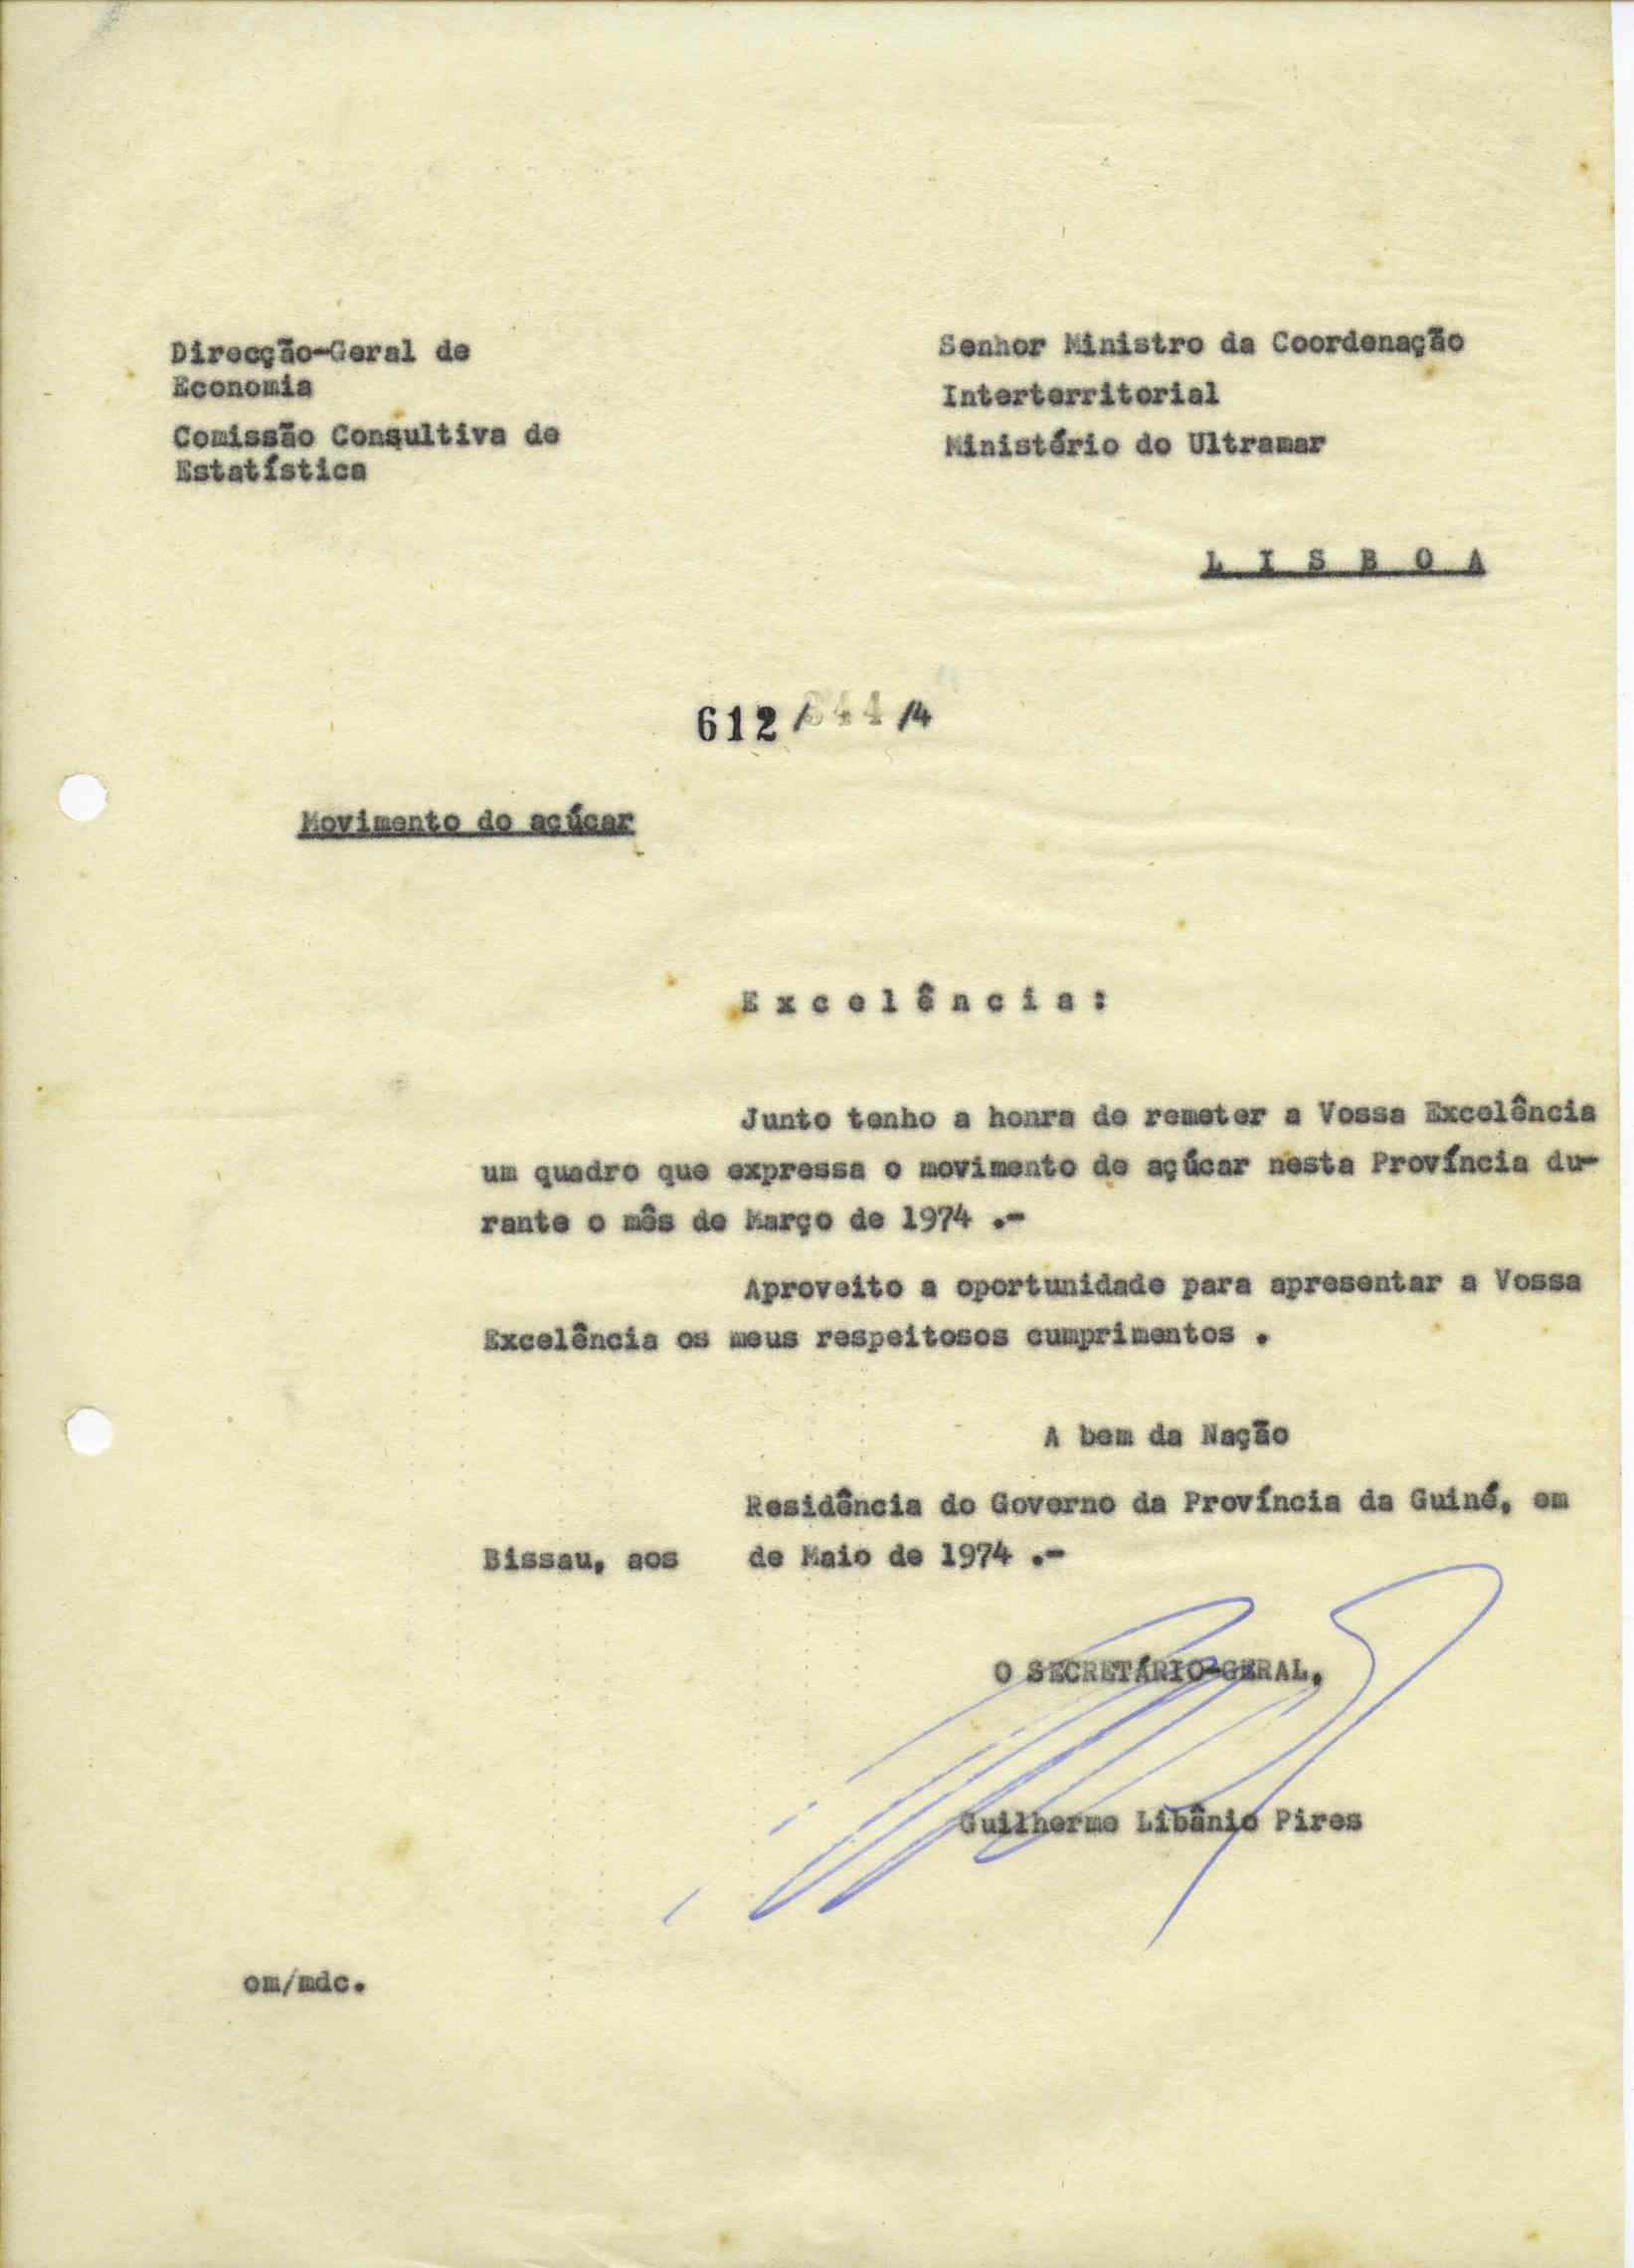 Direcção-Geral de
Economia
Comissão Consultiva de
Estatística
Senhor Ministro da Coordenação
Interterritorial
Ministério do Ultramar
L I S B O A
612/344/4
Movimento do açúcar
E x c e l ê n c i a :
Junto tenho a honra de remeter a Vossa Excelência
um quadro que expressa o movimento de açúcar nesta Província du-
rante o mês de Março de 1974 .-
Aproveito a oportunidade para apresentar a Vossa
Excelência os meus respeitosos cumprimentos .
A bem da Nação
Residência do Governo da Província da Guiné, em
Bissau, aos de Maio de 1974 .-
O SECRETÁRIO-GERAL,
Guilherme Libânio Pires
om/mdc.